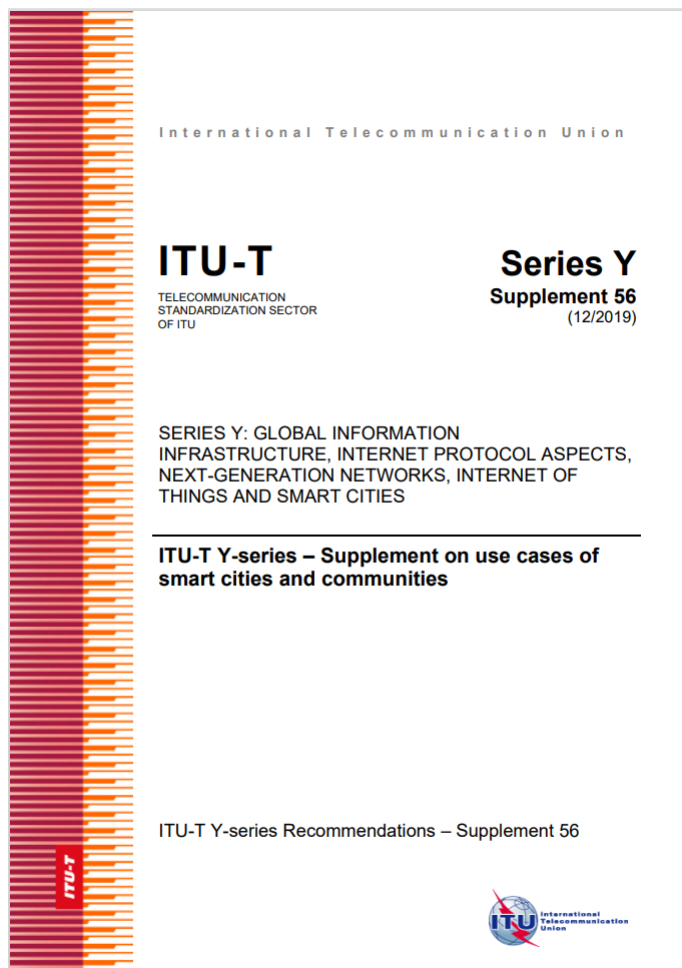 International Telecommunication Union
ITU-T
Series Y
TELECOMMUNICATION
STANDARDIZATION SECTOR
OF ITU
Supplement 56
(12/2019)
SERIES Y: GLOBAL INFORMATION
INFRASTRUCTURE, INTERNET PROTOCOL ASPECTS,
NEXT-GENERATION NETWORKS, INTERNET OF
THINGS AND SMART CITIES
ITU-T Y-series – Supplement on use cases of
smart cities and communities
ITU-T Y-series Recommendations – Supplement 56
ITU-T
ITU
International
Telecommunication
Union